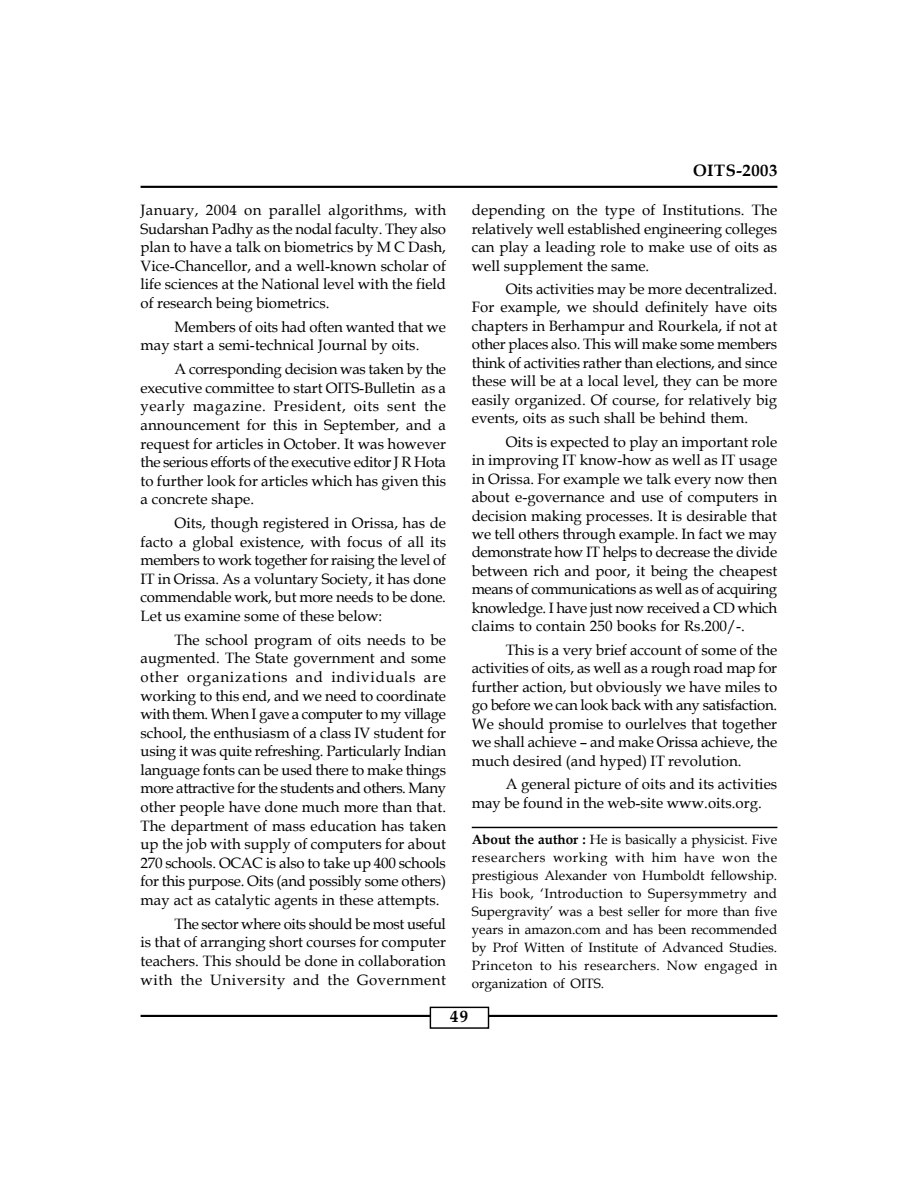 OITS-2003
January, 2004 on parallel algorithms, with
Sudarshan Padhy as the nodal faculty. They also
plan to have a talk on biometrics by M C Dash,
Vice-Chancellor, and a well-known scholar of
life sciences at the National level with the field
of research being biometrics.
Members of oits had often wanted that we
may start a semi-technical Journal by oits.
A corresponding decision was taken by the
executive committee to start OITS-Bulletin as a
yearly magazine. President, oits sent the
announcement for this in September, and a
request for articles in October. It was however
the serious efforts of the executive editor J R Hota
to further look for articles which has given this
a concrete shape.
Oits, though registered in Orissa, has de
facto a global existence, with focus of all its
members to work together for raising the level of
IT in Orissa. As a voluntary Society, it has done
commendable work, but more needs to be done.
Let us examine some of these below:
The school program of oits needs to be
augmented. The State government and some
other organizations and individuals are
working to this end, and we need to coordinate
with them. When I gave a computer to my village
school, the enthusiasm of a class IV student for
using it was quite refreshing. Particularly Indian
language fonts can be used there to make things
more attractive for the students and others. Many
other people have done much more than that.
The department of mass education has taken
up the job with supply of computers for about
270 schools. OCAC is also to take up 400 schools
for this purpose. Oits (and possibly some others)
may act as catalytic agents in these attempts.
The sector where oits should be most useful
is that of arranging short courses for computer
teachers. This should be done in collaboration
with the University and the Government
depending on the type of Institutions. The
relatively well established engineering colleges
can play a leading role to make use of oits as
well supplement the same.
Oits activities may be more decentralized.
For example, we should definitely have oits
chapters in Berhampur and Rourkela, if not at
other places also. This will make some members
think of activities rather than elections, and since
these will be at a local level, they can be more
easily organized. Of course, for relatively big
events, oits as such shall be behind them.
Oits is expected to play an important role
in improving IT know-how as well as IT usage
in Orissa. For example we talk every now then
about e-governance and use of computers in
decision making processes. It is desirable that
we tell others through example. In fact we may
demonstrate how IT helps to decrease the divide
between rich and poor, it being the cheapest
means of communications as well as of acquiring
knowledge. I have just now received a CD which
claims to contain 250 books for Rs.200/-.
This is a very brief account of some of the
activities of oits, as well as a rough road map for
further action, but obviously we have miles to
go before we can look back with any satisfaction.
We should promise to ourlelves that together
we shall achieve – and make Orissa achieve, the
much desired (and hyped) IT revolution.
A general picture of oits and its activities
may be found in the web-site www.oits.org.
About the author : He is basically a physicist. Five
researchers working with him have won the
prestigious Alexander von Humboldt fellowship.
His book, ‘Introduction to Supersymmetry and
Supergravity’ was a best seller for more than five
years in amazon.com and has been recommended
by Prof Witten of Institute of Advanced Studies.
Princeton to his researchers. Now engaged in
organization of OITS.
49